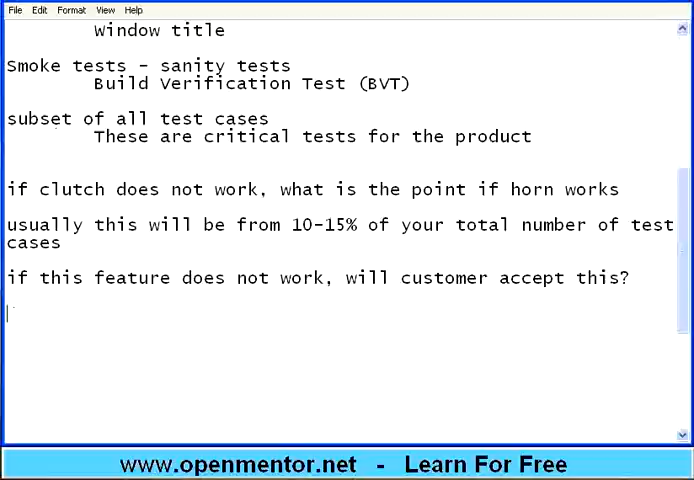 File Edit Format View Help
Window title
Smoke tests - sanity tests
Build Verification Test (BVT)
subset of all test cases
These are critical tests for the product
if clutch does not work, what is the point if horn works
usually this will be from 10-15% of your total number of test
cases
if this feature does not work, will customer accept this?
www.openmentor.net - Learn For Free